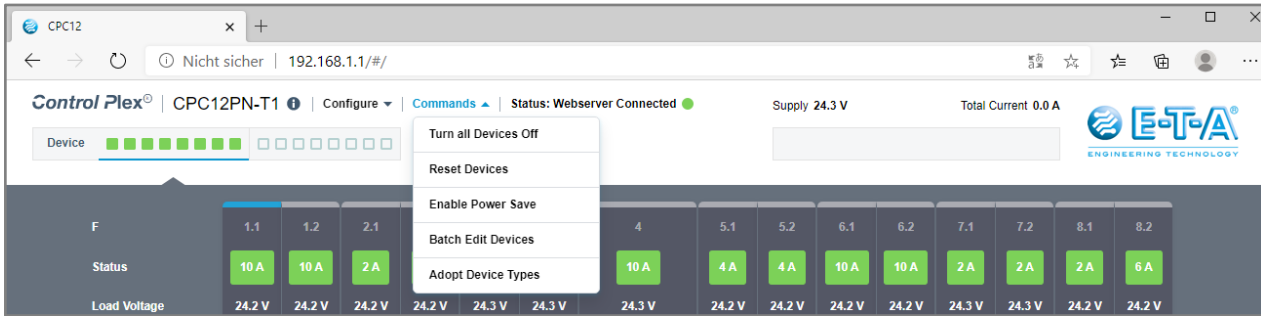 CPC12
Nicht sicher | 192.168.1.1/#/
Control Plex® | CPC12PN-T1 | Configure | Commands | Status: Webserver Connected Supply 24.3 V Total Current 0.0 A
E-T-A®
ENGINEERING TECHNOLOGY
Device
Turn all Devices Off
Reset Devices
Enable Power Save
Batch Edit Devices
Adopt Device Types
F 1.1 1.2 2.1 4 5.1 5.2 6.1 6.2 7.1 7.2 8.1 8.2
Status 10 A 10 A 2 A 10 A 4 A 4 A 10 A 10 A 2 A 2 A 2 A 6 A
Load Voltage 24.2 V 24.2 V 24.2 V 24.2 V 24.3 V 24.3 V 24.3 V 24.2 V 24.2 V 24.2 V 24.2 V 24.3 V 24.3 V 24.2 V 24.2 V